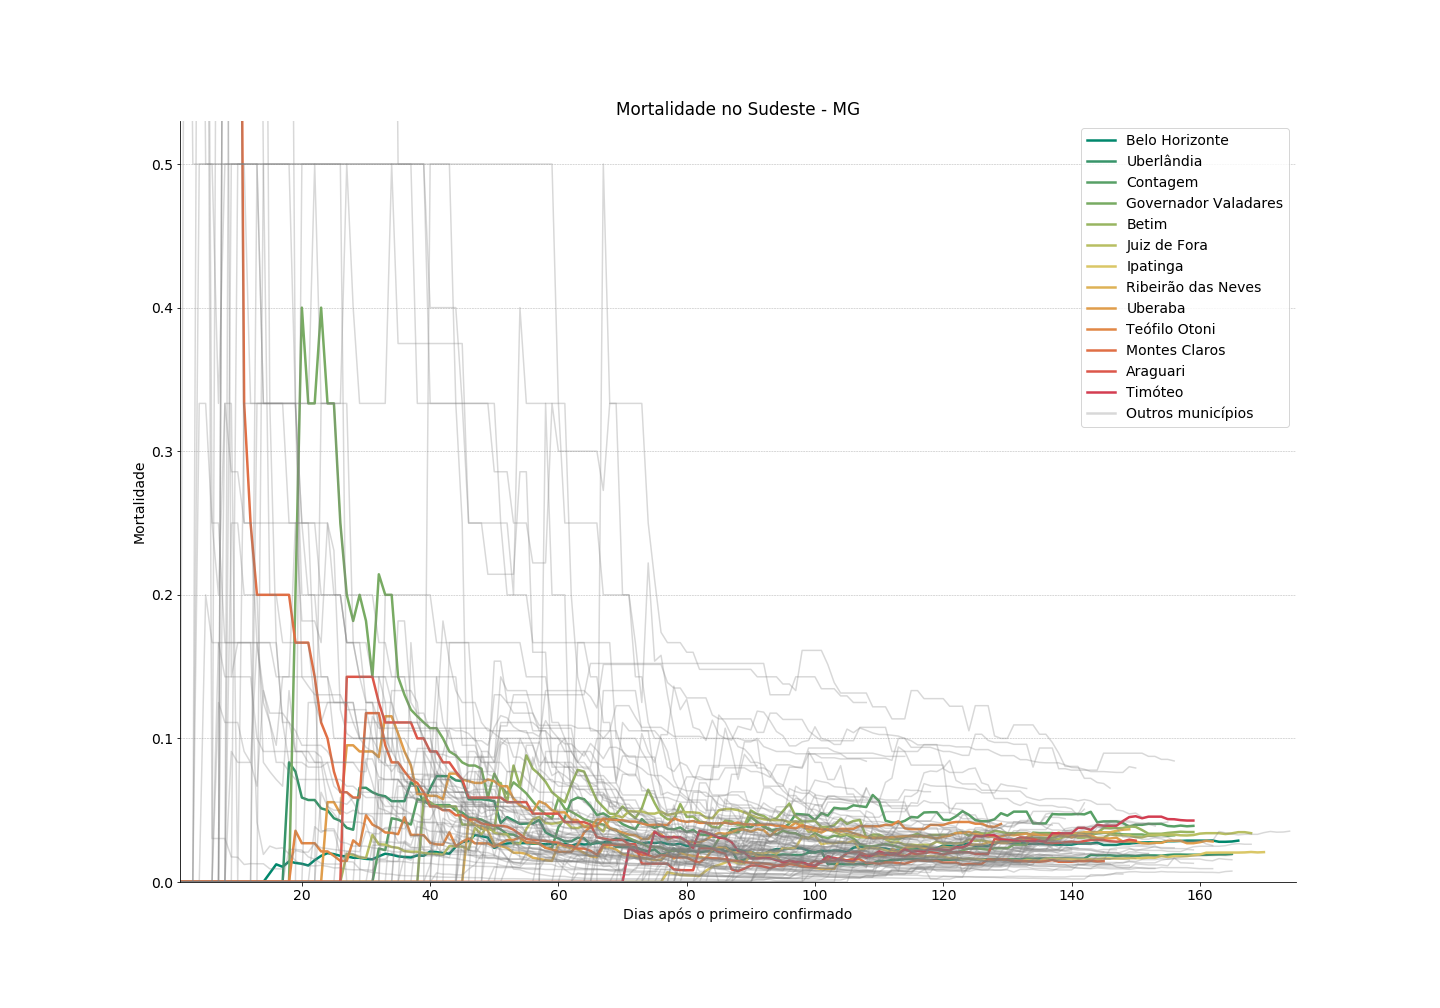 Mortalidade no Sudeste - MG
Belo Horizonte
Uberlândia
Contagem
Governador Valadares
Betim
Juiz de Fora
Ipatinga
Ribeirão das Neves
Uberaba
Teófilo Otoni
Montes Claros
Araguari
Timóteo
Outros municípios
Mortalidade
0.5
0.4
0.3
0.2
0.1
0.0
20 40 60 80 100 120 140 160
Dias após o primeiro confirmado